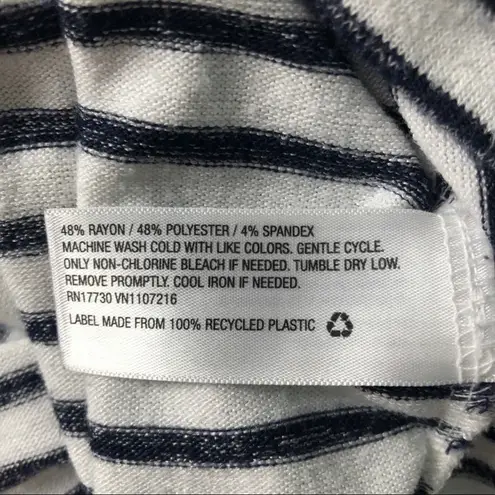 48% RAYON / 48% POLYESTER / 4% SPANDEX
MACHINE WASH COLD WITH LIKE COLORS. GENTLE CYCLE.
ONLY NON-CHLORINE BLEACH IF NEEDED. TUMBLE DRY LOW.
REMOVE PROMPTLY. COOL IRON IF NEEDED.
RN17730 VN1107216
LABEL MADE FROM 100% RECYCLED PLASTIC